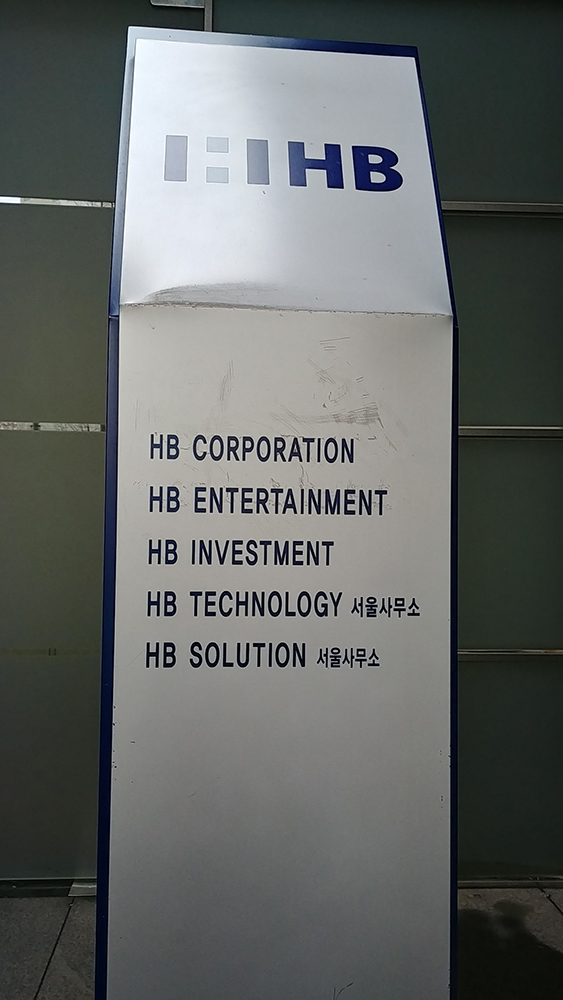 HB
HB CORPORATION
HB ENTERTAINMENT
HB INVESTMENT
HB TECHNOLOGY 서울사무소
HB SOLUTION 서울사무소